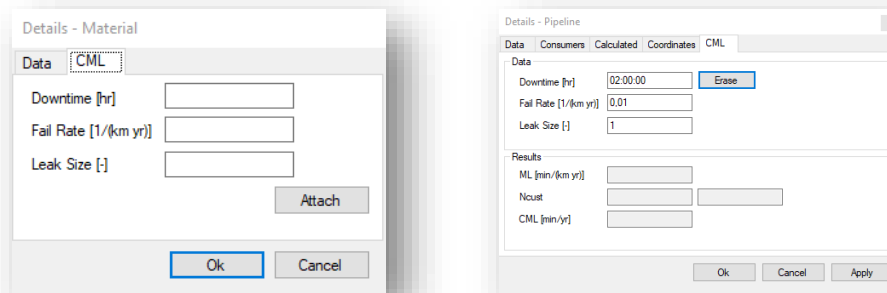 Details - Material
Data CML
Downtime [hr]
Fail Rate [1/(km yr)]
Leak Size [-]
Attach
Ok Cancel
Details - Pipeline
Data Consumers Calculated Coordinates CML
Data
Downtime [hr] 02:00:00 Erase
Fail Rate [1/(km yr)] 0,01
Leak Size [-] 1
Results
ML [min/(km yr)]
Ncust
CML [min/yr]
Ok Cancel Apply